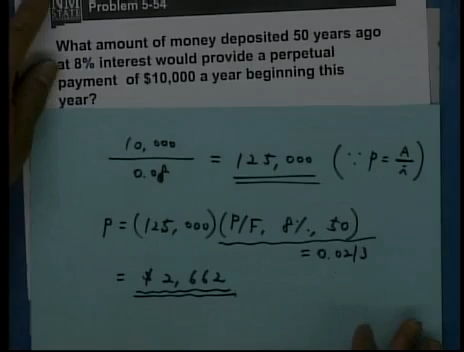 NM
STATE
Problem 5-54
What amount of money deposited 50 years ago
at 8% interest would provide a perpetual
payment of $10,000 a year beginning this
year?
10,000 / 0.08 = 125,000 (∵ P = A/i)
P = (125,000)(P/F, 8%, 50)
= 0.0213
= $2,662